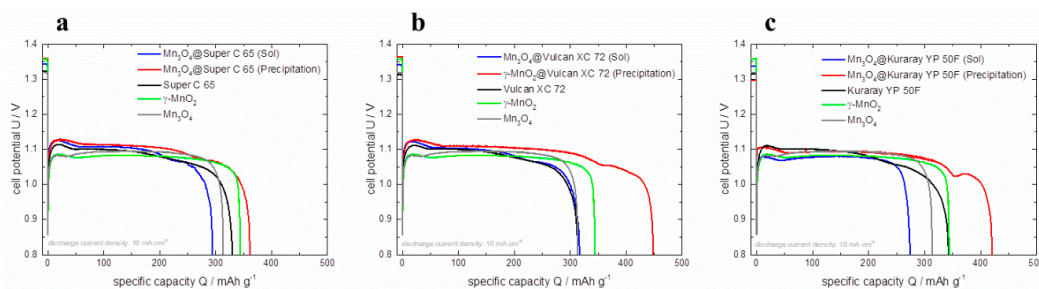 a
1.4
1.3
1.2
1.1
1.0
0.9
0.8
cell potential U / V
Mn₃O₄@Super C 65 (Sol)
Mn₃O₄@Super C 65 (Precipitation)
Super C 65
γ-MnO₂
Mn₃O₄
discharge current density: 10 mA cm⁻²
0 100 200 300 400 500
specific capacity Q / mAh g⁻¹
b
1.4
1.3
1.2
1.1
1.0
0.9
0.8
cell potential U / V
Mn₃O₄@Vulcan XC 72 (Sol)
γ-MnO₂@Vulcan XC 72 (Precipitation)
Vulcan XC 72
γ-MnO₂
Mn₃O₄
discharge current density: 10 mA cm⁻²
0 100 200 300 400 500
specific capacity Q / mAh g⁻¹
c
1.4
1.3
1.2
1.1
1.0
0.9
0.8
cell potential U / V
Mn₃O₄@Kuraray YP 50F (Sol)
Mn₃O₄@Kuraray YP 50F (Precipitation)
Kuraray YP 50F
γ-MnO₂
Mn₃O₄
discharge current density: 10 mA cm⁻²
0 100 200 300 400 500
specific capacity Q / mAh g⁻¹